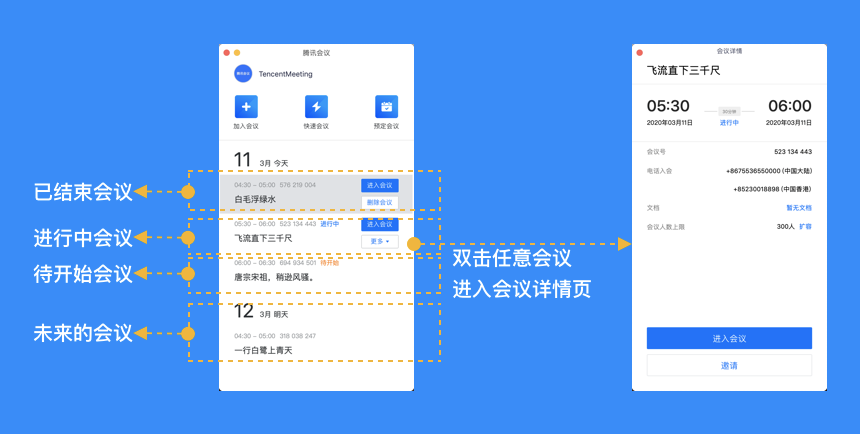 腾讯会议
TencentMeeting
加入会议 快速会议 预定会议
11 3月 今天
04:30 – 05:00 576 219 004 进入会议
白毛浮绿水 删除会议
05:30 – 06:00 523 144 443 进行中 进入会议
飞流直下三千尺 更多
06:00 – 06:30 694 934 501 待开始
唐宗宋祖，稍逊风骚。
12 3月 明天
04:30 – 05:00 318 038 247
一行白鹭上青天
已结束会议
进行中会议
待开始会议
未来的会议
双击任意会议
进入会议详情页
会议详情
飞流直下三千尺
05:30 30分钟 06:00
2020年03月11日 进行中 2020年03月11日
会议号 523 134 443
电话入会 +8675536550000 (中国大陆)
+85230018898 (中国香港)
文档 暂无文档
会议人数上限 300人 扩容
进入会议
邀请